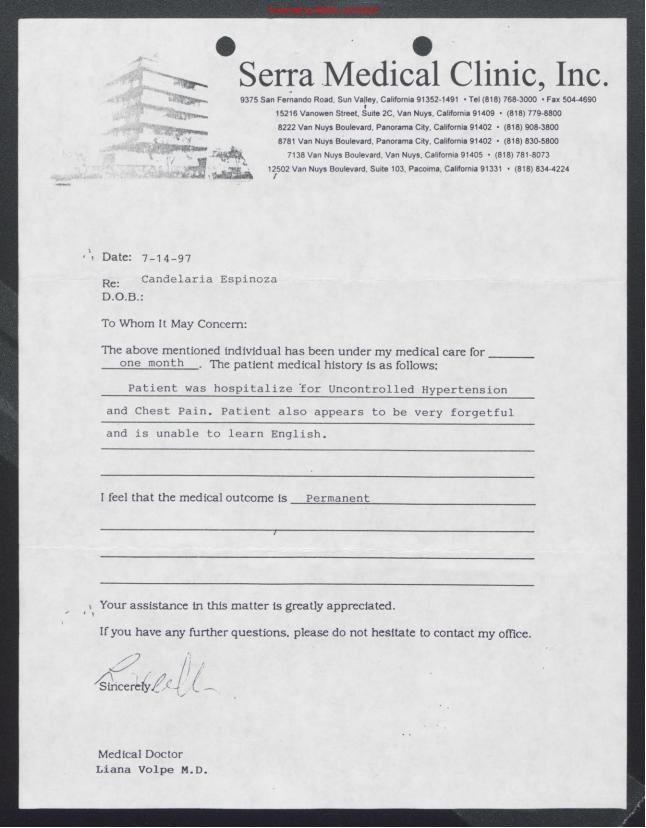 Serra Medical Clinic, Inc.
9375 San Fernando Road, Sun Valley, California 91352-1491 • Tel (818) 768-3000 • Fax 504-4690
15216 Vanowen Street, Suite 2C, Van Nuys, California 91409 • (818) 779-8800
8222 Van Nuys Boulevard, Panorama City, California 91402 • (818) 908-3800
8781 Van Nuys Boulevard, Panorama City, California 91402 • (818) 830-5800
7138 Van Nuys Boulevard, Van Nuys, California 91405 • (818) 781-8073
12502 Van Nuys Boulevard, Suite 103, Pacoima, California 91331 • (818) 834-4224
Date: 7-14-97
Re: Candelaria Espinoza
D.O.B.:
To Whom It May Concern:
The above mentioned individual has been under my medical care for
one month . The patient medical history is as follows:
Patient was hospitalize for Uncontrolled Hypertension
and Chest Pain. Patient also appears to be very forgetful
and is unable to learn English.
I feel that the medical outcome is Permanent
Your assistance in this matter is greatly appreciated.
If you have any further questions, please do not hesitate to contact my office.
Sincerely,
Medical Doctor
Liana Volpe M.D.